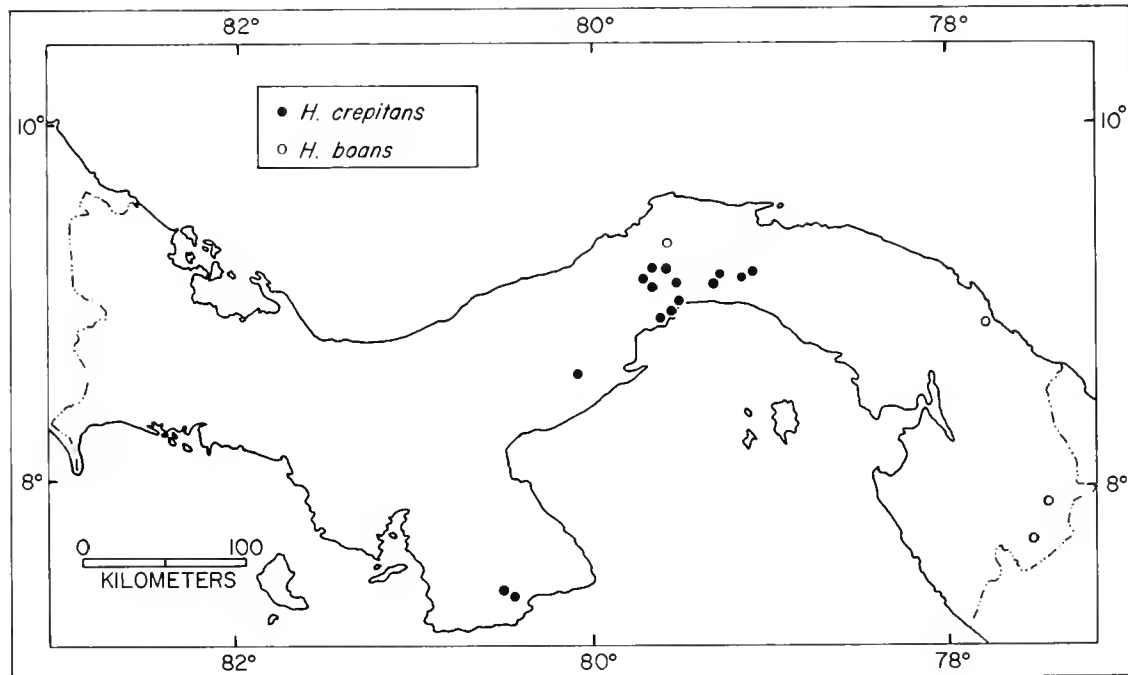 82° 80° 78°
● H. crepitans
○ H. boans
10° 10°
8° 8°
0 100
KILOMETERS
82° 80° 78°